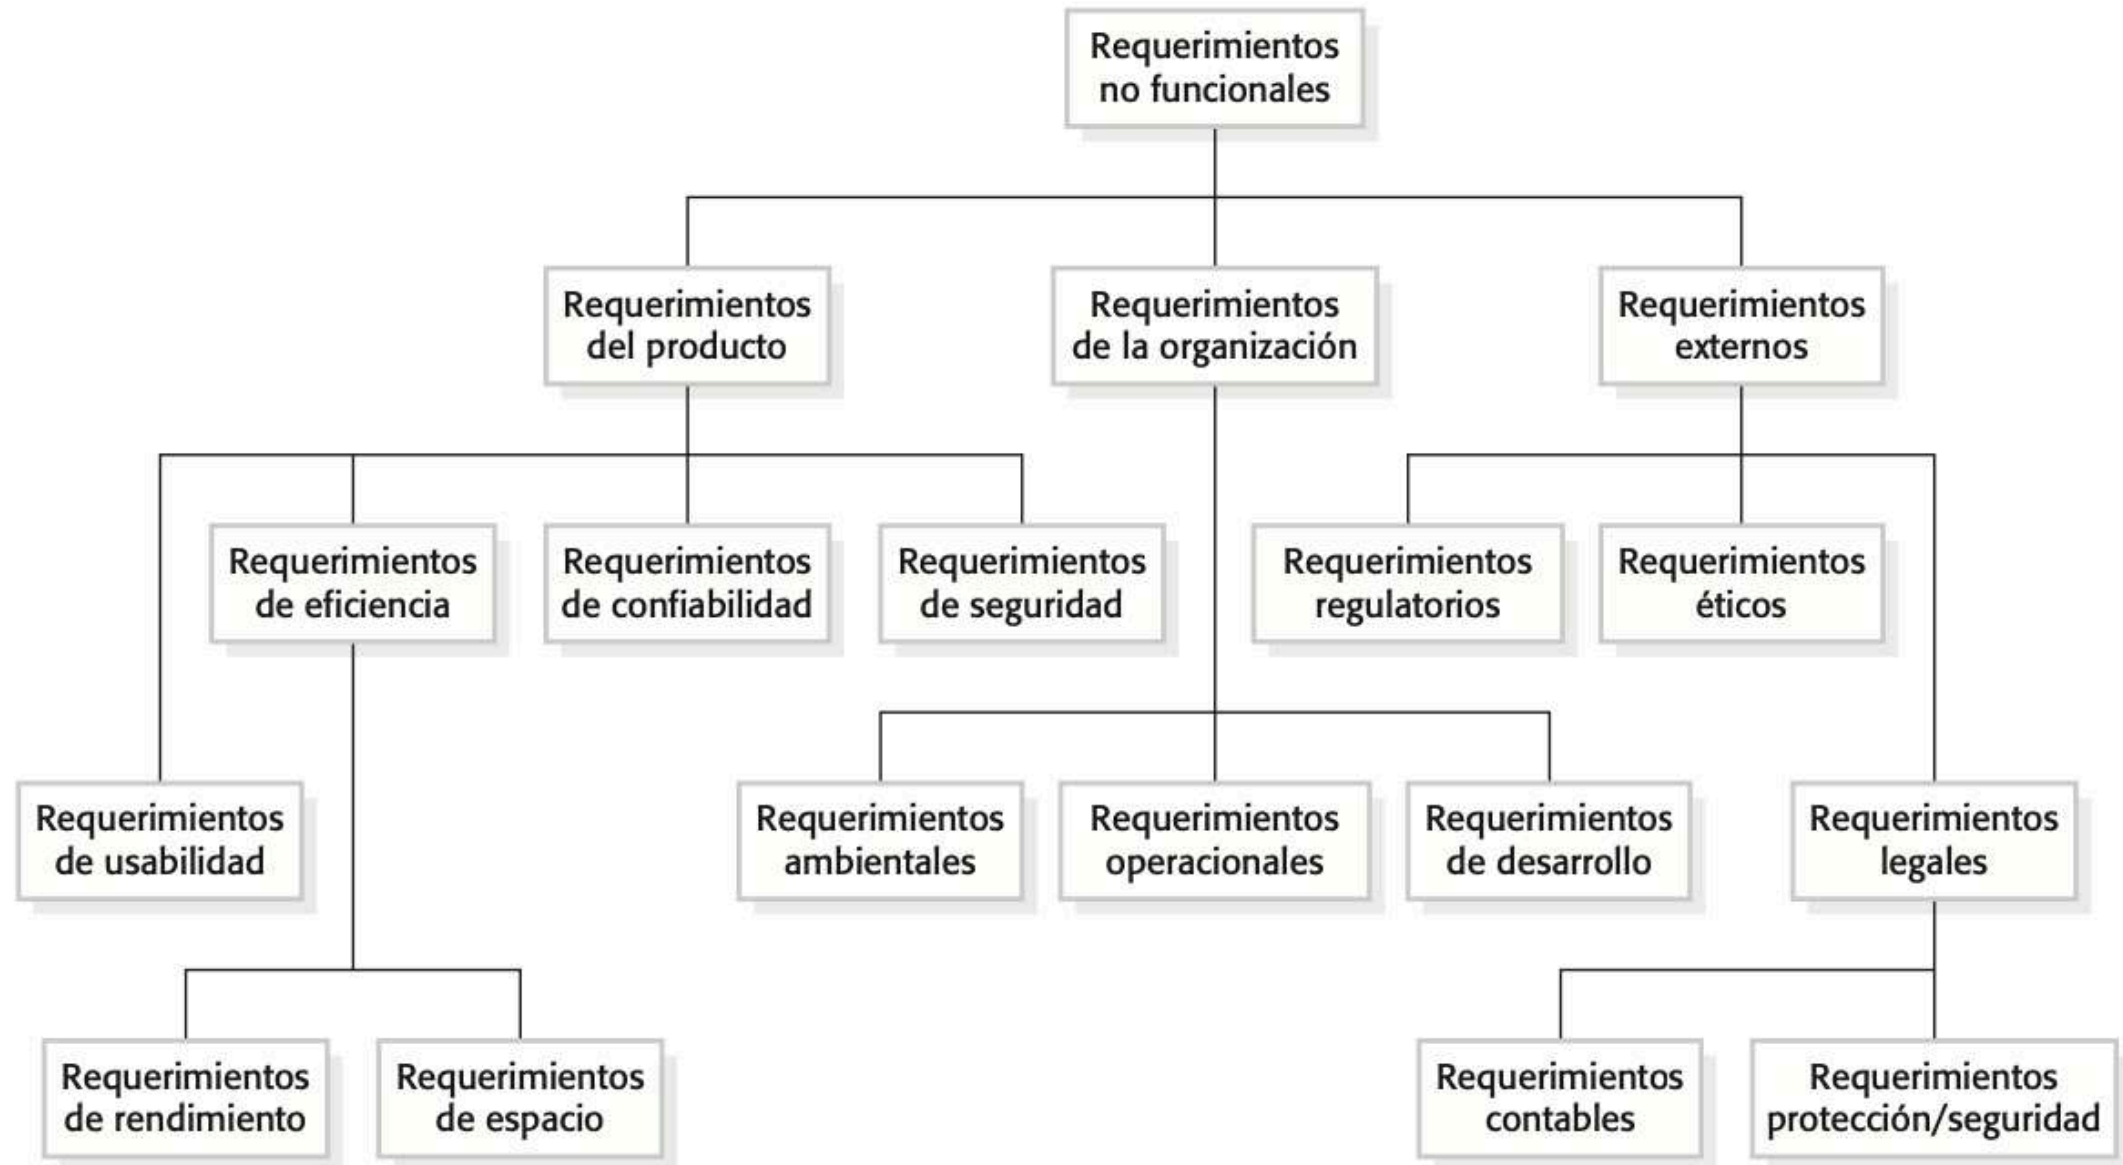 Requerimientos
no funcionales
Requerimientos
del producto
Requerimientos
de la organización
Requerimientos
externos
Requerimientos
de eficiencia
Requerimientos
de confiabilidad
Requerimientos
de seguridad
Requerimientos
regulatorios
Requerimientos
éticos
Requerimientos
de usabilidad
Requerimientos
ambientales
Requerimientos
operacionales
Requerimientos
de desarrollo
Requerimientos
legales
Requerimientos
de rendimiento
Requerimientos
de espacio
Requerimientos
contables
Requerimientos
protección/seguridad